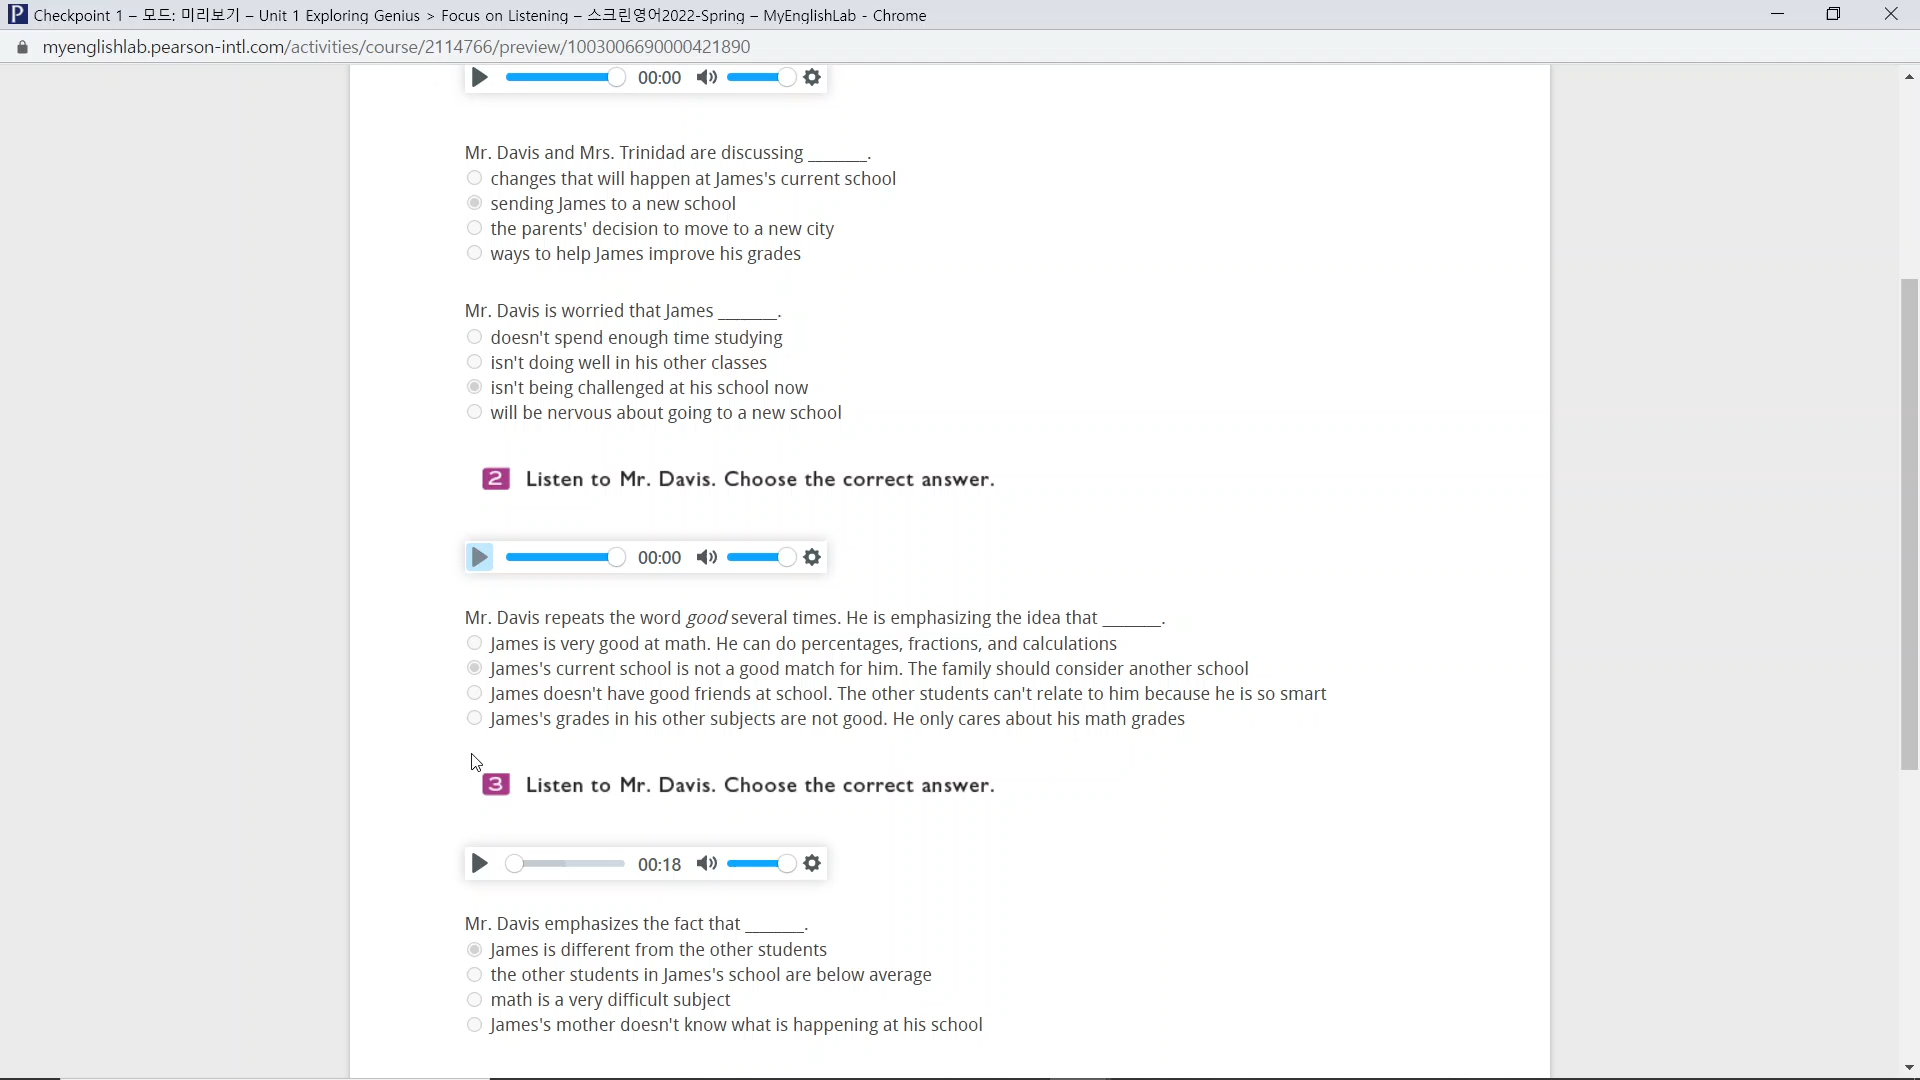 Checkpoint 1 – 모드: 미리보기 – Unit 1 Exploring Genius > Focus on Listening – 스크린영어2022-Spring – MyEnglishLab - Chrome
myenglishlab.pearson-intl.com/activities/course/2114766/preview/1003006690000421890
00:00
Mr. Davis and Mrs. Trinidad are discussing _______.
changes that will happen at James's current school
sending James to a new school
the parents' decision to move to a new city
ways to help James improve his grades
Mr. Davis is worried that James _______.
doesn't spend enough time studying
isn't doing well in his other classes
isn't being challenged at his school now
will be nervous about going to a new school
2 Listen to Mr. Davis. Choose the correct answer.
00:00
Mr. Davis repeats the word good several times. He is emphasizing the idea that _______.
James is very good at math. He can do percentages, fractions, and calculations
James's current school is not a good match for him. The family should consider another school
James doesn't have good friends at school. The other students can't relate to him because he is so smart
James's grades in his other subjects are not good. He only cares about his math grades
3 Listen to Mr. Davis. Choose the correct answer.
00:18
Mr. Davis emphasizes the fact that _______.
James is different from the other students
the other students in James's school are below average
math is a very difficult subject
James's mother doesn't know what is happening at his school